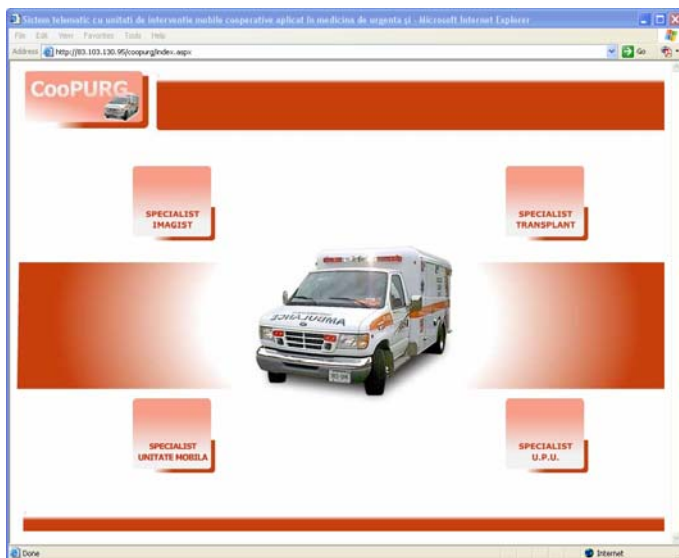 Sistem telematic cu unitati de interventie mobile cooperative aplicat in medicina de urgenta şi - Microsoft Internet Explorer
File Edit View Favorites Tools Help
Address http://83.103.130.95/coopurg/index.aspx Go
CooPURG
SPECIALIST
IMAGIST
SPECIALIST
TRANSPLANT
AMBULANCE
SPECIALIST
UNITATE MOBILA
SPECIALIST
U.P.U.
Done Internet